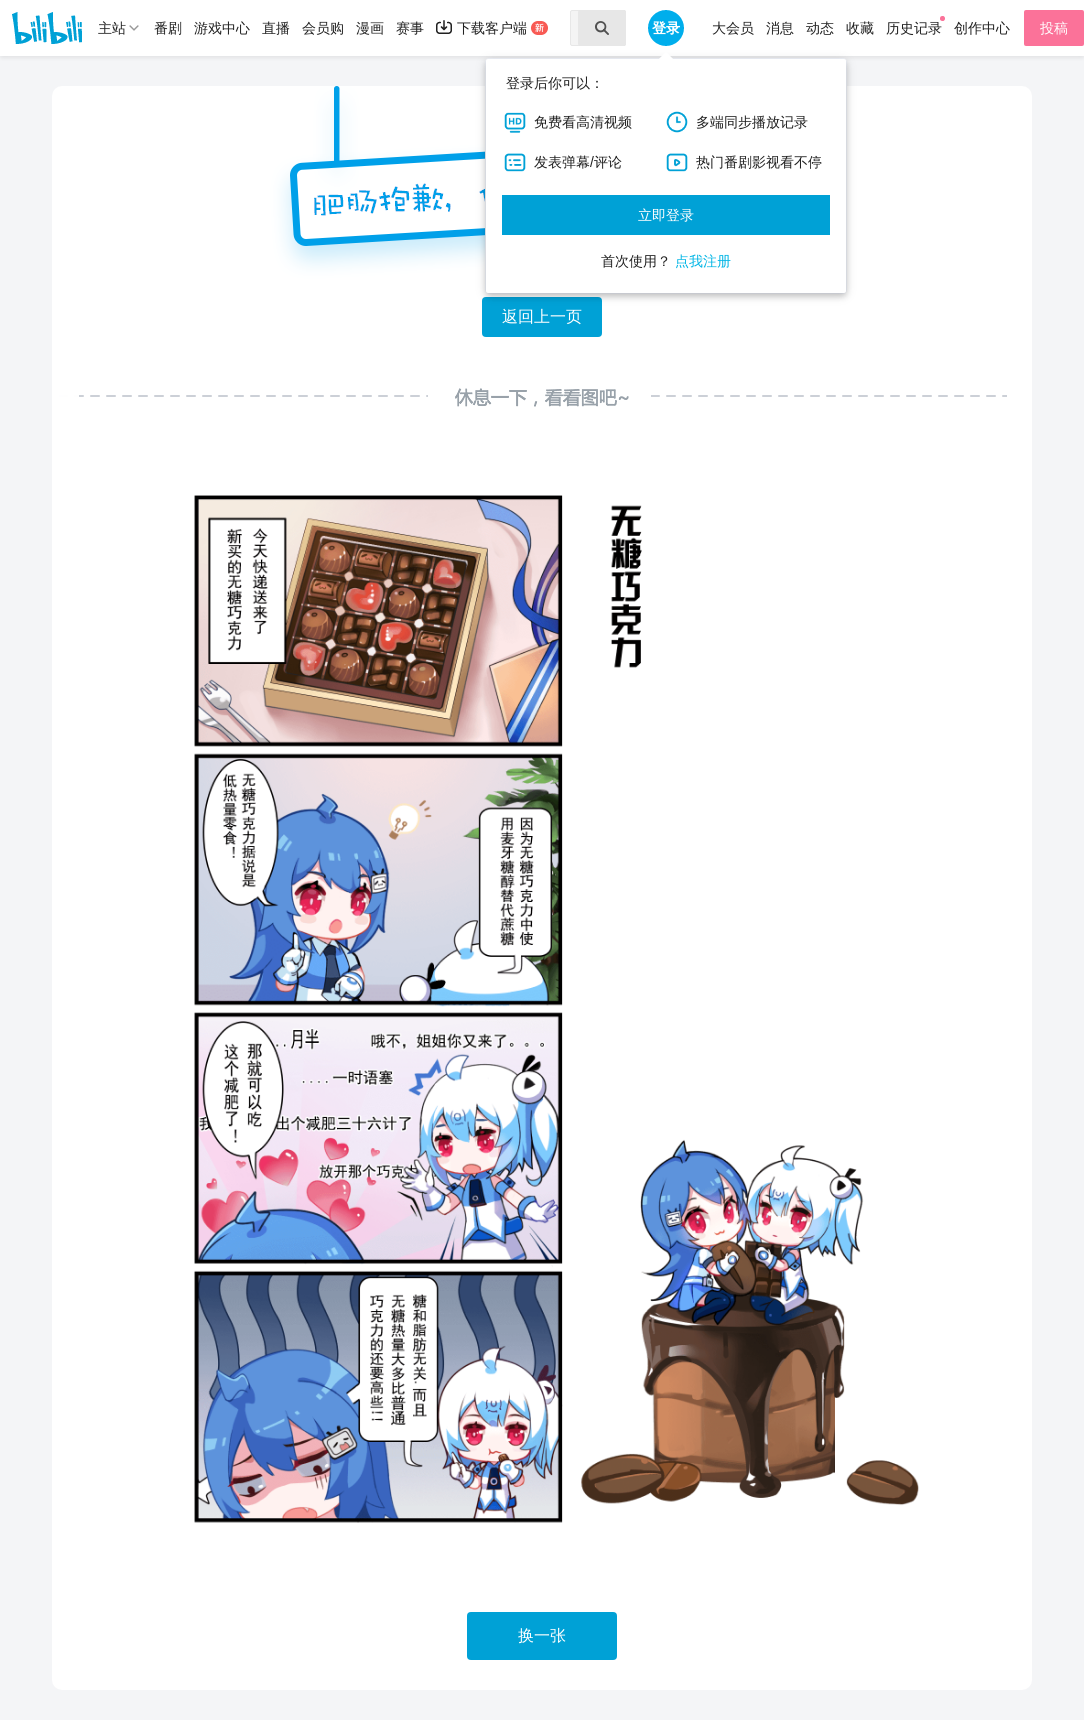 bilibili 主站 番剧 游戏中心 直播 会员购 漫画 赛事 下载客户端 新 登录 大会员 消息 动态 收藏 历史记录 创作中心 投稿
登录后你可以：
HD 免费看高清视频 多端同步播放记录
发表弹幕/评论 热门番剧影视看不停
立即登录
首次使用？ 点我注册
肥肠抱歉，
返回上一页
休息一下，看看图吧~
无糖巧克力
今天快递送来了
新买的无糖巧克力
无糖巧克力据说是
低热量零食！
因为无糖巧克力中使
用麦牙糖醇替代蔗糖
那就可以吃
这个减肥了！
..月半
哦不，姐姐你又来了。。。
....一时语塞
我 出个减肥三十六计了
放开那个巧克力
糖和脂肪无关.而且
无糖热量大多比普通
巧克力的还要高些!!
换一张